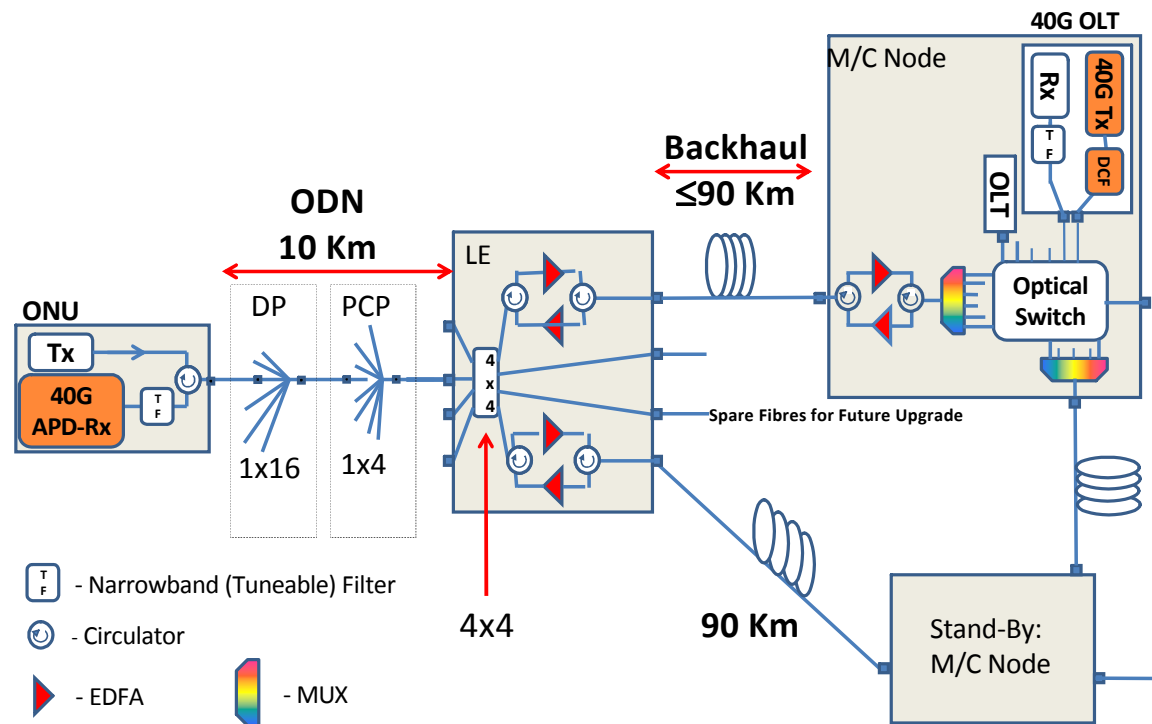 40G OLT
M/C Node
Rx
T
F
40G Tx
DCF
OLT
Optical
Switch
Backhaul
≤90 Km
ODN
10 Km
LE
DP
PCP
ONU
Tx
40G
APD-Rx
T
F
4
x
4
1x16
1x4
Spare Fibres for Future Upgrade
T
F
- Narrowband (Tuneable) Filter
- Circulator
- EDFA
- MUX
4x4
90 Km
Stand-By:
M/C Node